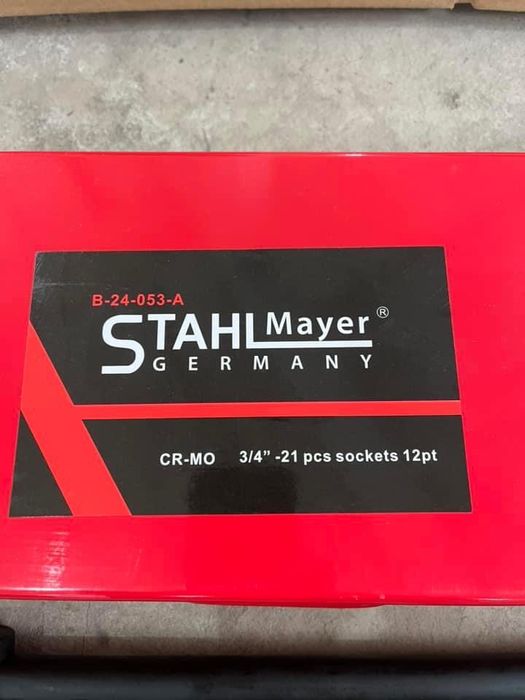 B-24-053-A
STAHLMayer®
GERMANY
CR-MO 3/4” -21 pcs sockets 12pt